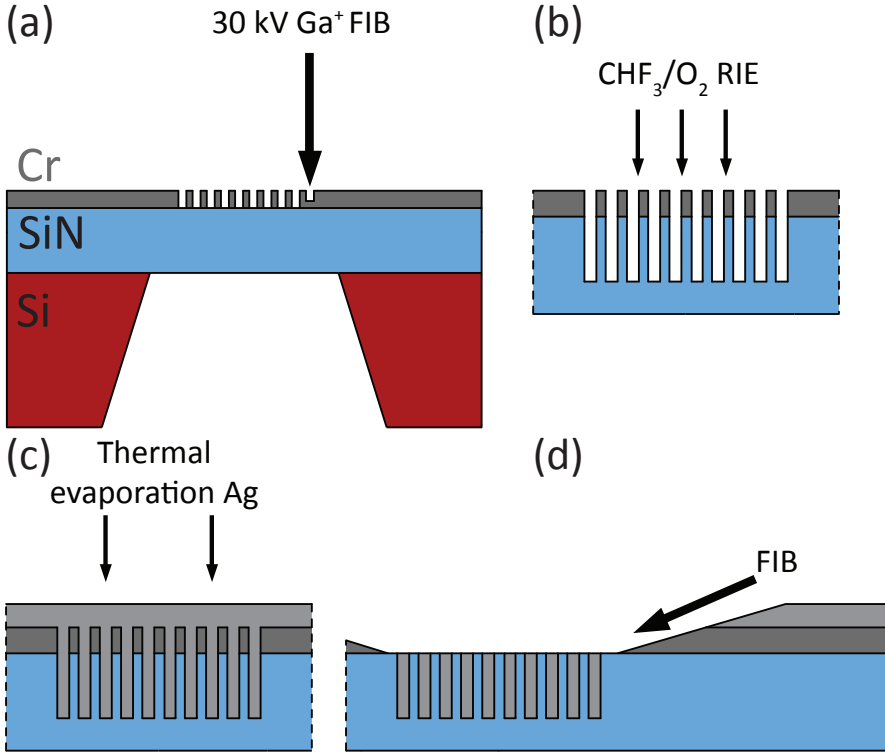 (a)
30 kV Ga⁺ FIB
Cr
SiN
Si
(b)
CHF₃/O₂ RIE
(c)
Thermal
evaporation Ag
(d)
FIB